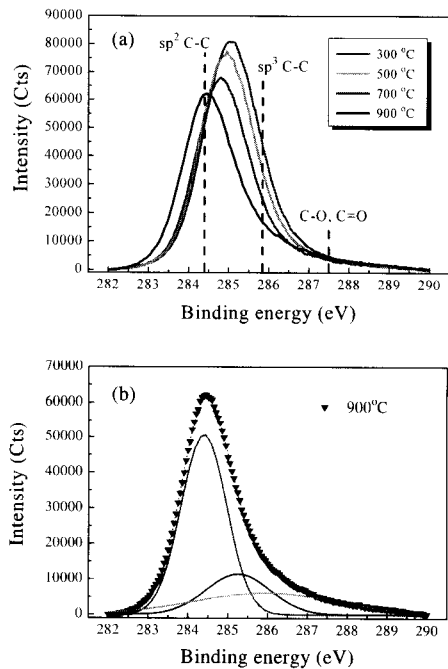 (a)
sp² C-C
sp³ C-C
C-O, C=O
300 °C
500 °C
700 °C
900 °C
Intensity (Cts)
90000
80000
70000
60000
50000
40000
30000
20000
10000
0
282 283 284 285 286 287 288 289 290
Binding energy (eV)
(b)
900°C
Intensity (Cts)
70000
60000
50000
40000
30000
20000
10000
0
282 283 284 285 286 287 288 289 290
Binding energy (eV)